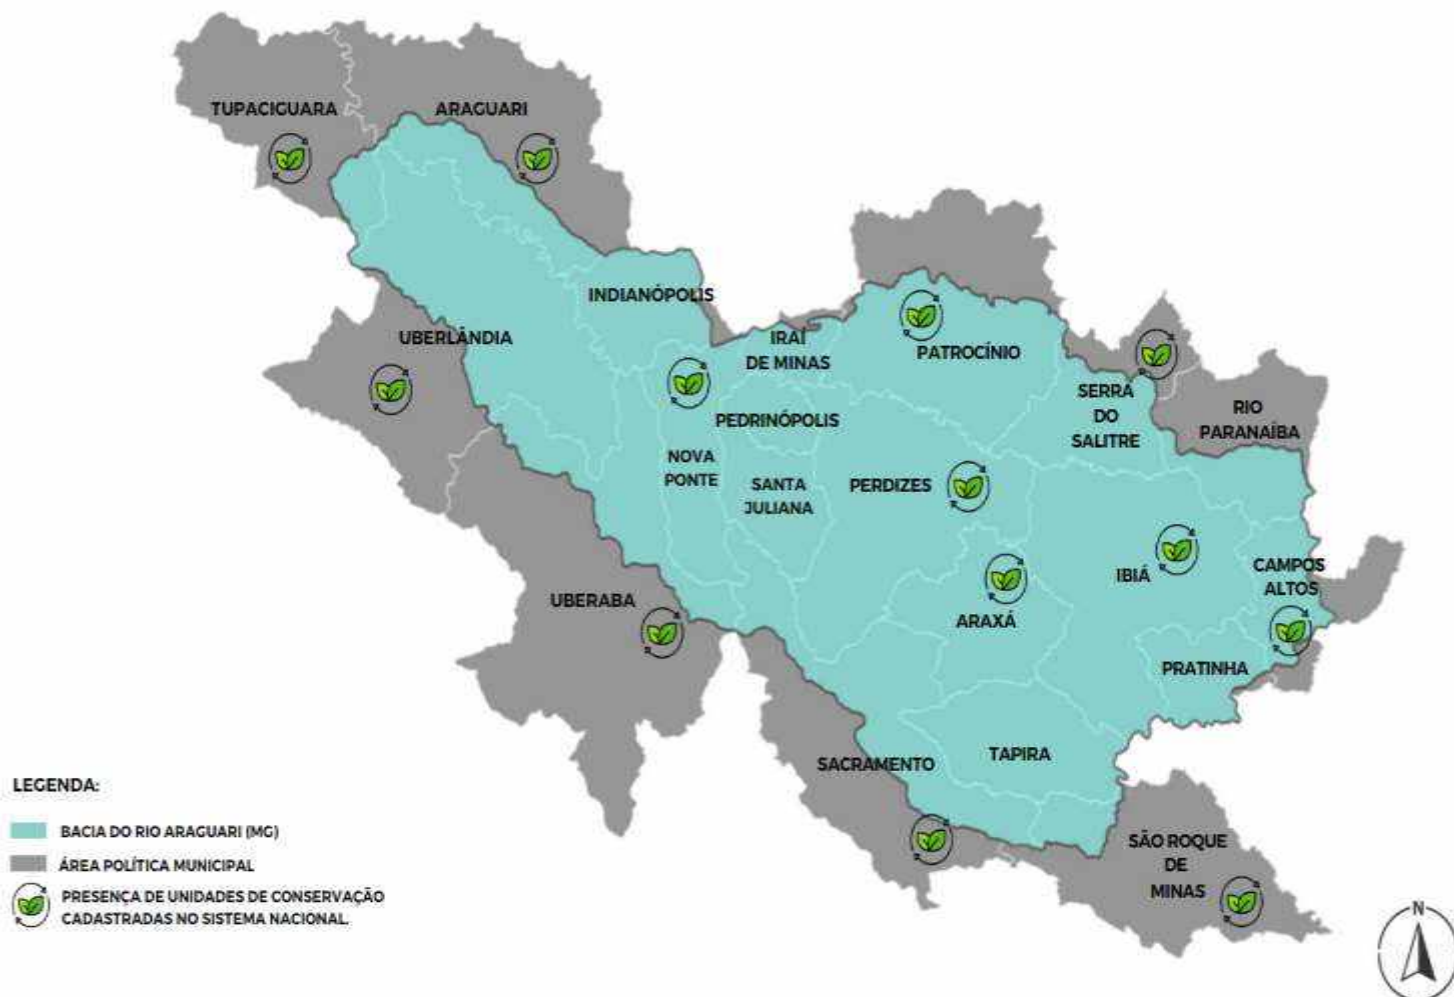 TUPACIGUARA
ARAGUARI
INDIANÓPOLIS
UBERLÂNDIA
IRAÍ
DE MINAS
PATROCÍNIO
SERRA
DO
SALITRE
RIO
PARANAÍBA
PEDRINÓPOLIS
NOVA
PONTE
SANTA
JULIANA
PERDIZES
IBIÁ
CAMPOS
ALTOS
UBERABA
ARAXÁ
PRATINHA
SACRAMENTO
TAPIRA
SÃO ROQUE
DE
MINAS
LEGENDA:
BACIA DO RIO ARAGUARI (MG)
ÁREA POLÍTICA MUNICIPAL
PRESENÇA DE UNIDADES DE CONSERVAÇÃO
CADASTRADAS NO SISTEMA NACIONAL.
N